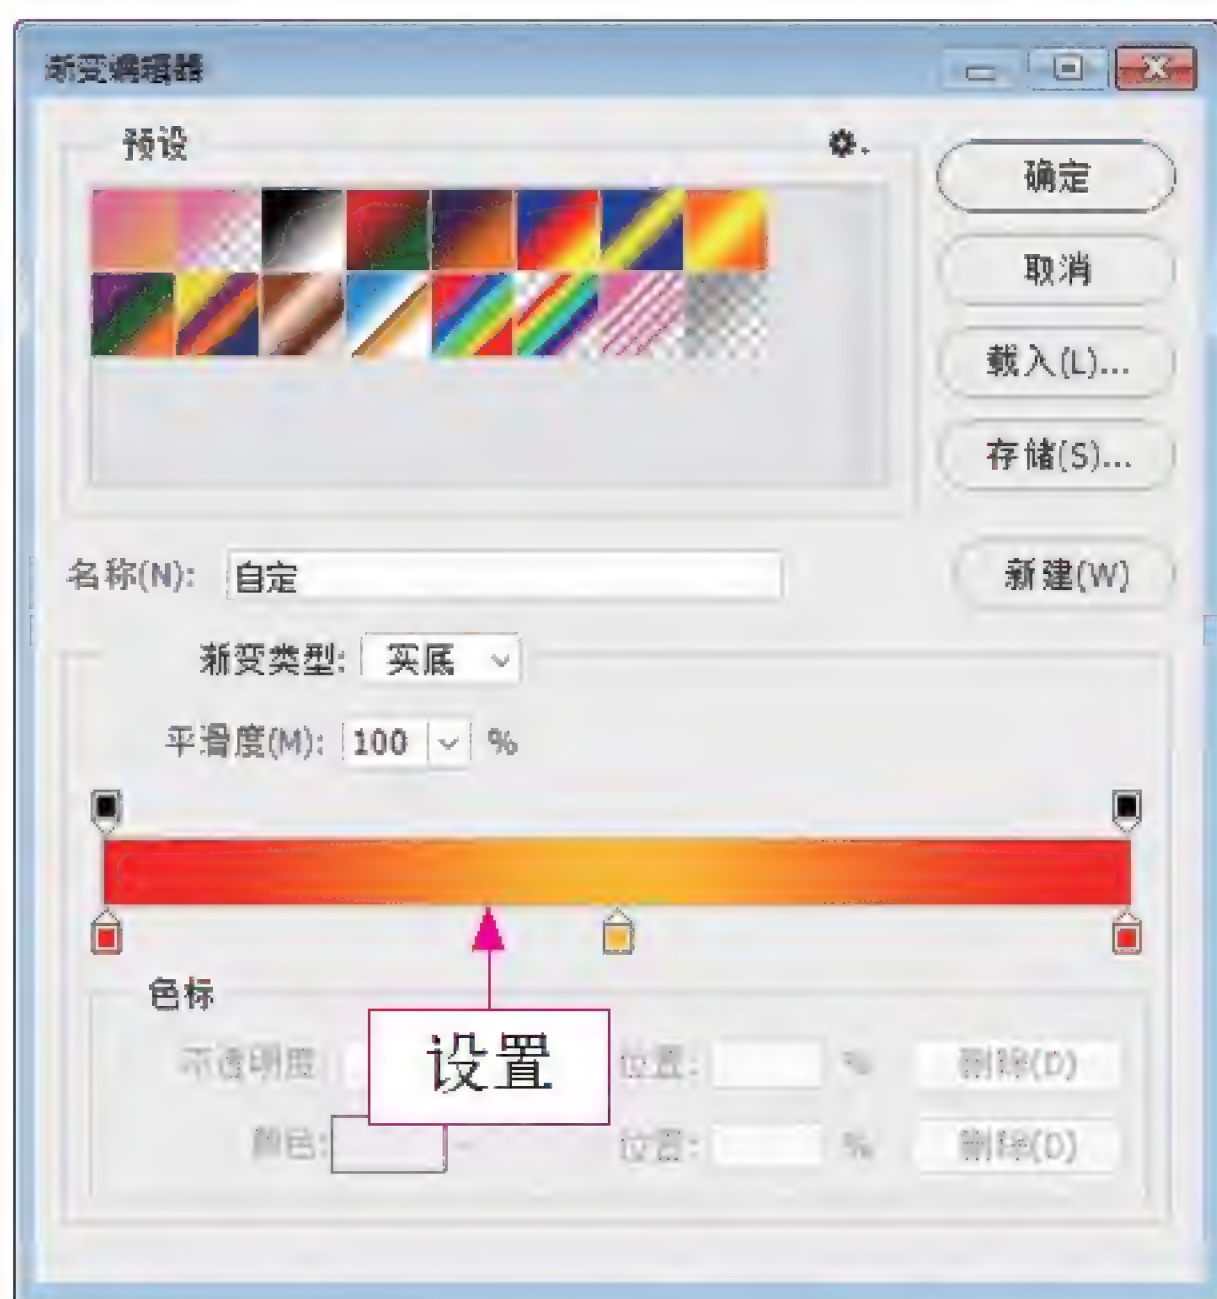 渐变编辑器
预设
确定
取消
载入(L)...
存储(S)...
名称(N): 自定
新建(W)
渐变类型: 实底
平滑度(M): 100 %
色标
不透明度
设置
位置: % 删除(D)
颜色: 位置: % 删除(D)